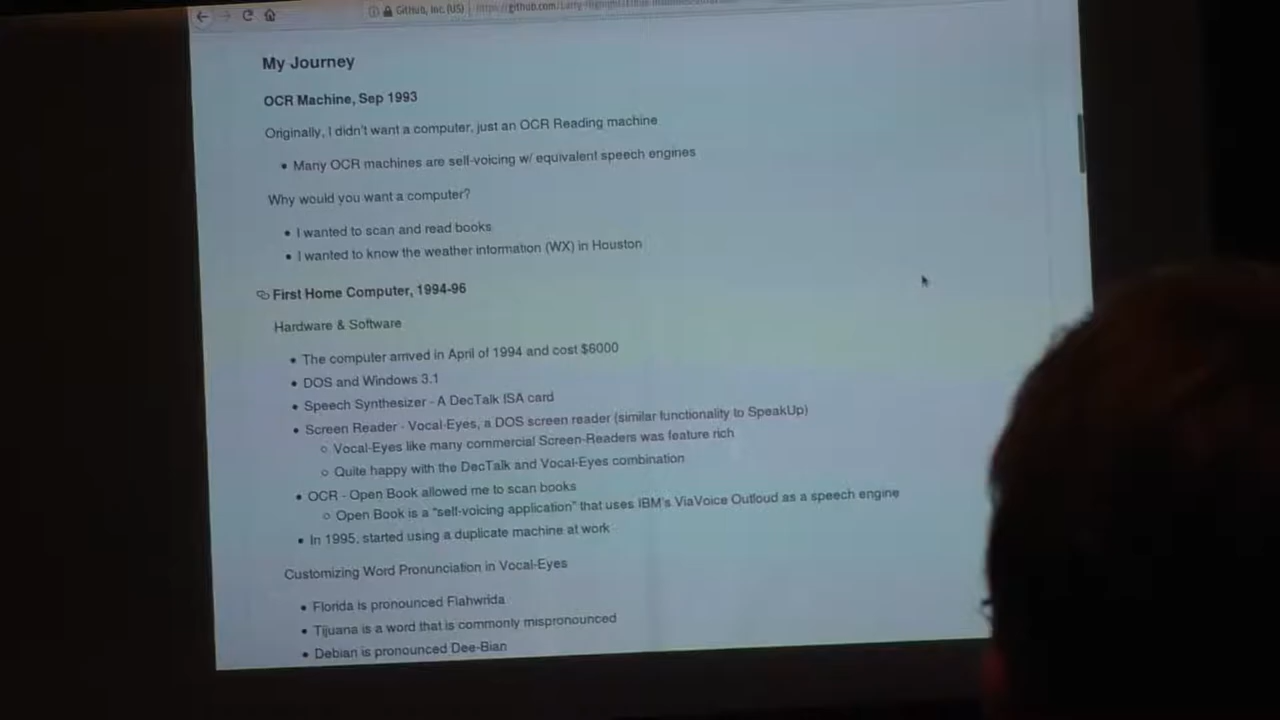 GitHub, Inc. (US)
My Journey
OCR Machine, Sep 1993
Originally, I didn't want a computer, just an OCR Reading machine
• Many OCR machines are self-voicing w/ equivalent speech engines
Why would you want a computer?
• I wanted to scan and read books
• I wanted to know the weather information (WX) in Houston
First Home Computer, 1994-96
Hardware & Software
• The computer arrived in April of 1994 and cost $6000
• DOS and Windows 3.1
• Speech Synthesizer - A DecTalk ISA card
• Screen Reader - Vocal-Eyes, a DOS screen reader (similar functionality to SpeakUp)
○ Vocal-Eyes like many commercial Screen-Readers was feature rich
○ Quite happy with the DecTalk and Vocal-Eyes combination
• OCR - Open Book allowed me to scan books
○ Open Book is a "self-voicing application" that uses IBM's ViaVoice Outloud as a speech engine
• In 1995, started using a duplicate machine at work
Customizing Word Pronunciation in Vocal-Eyes
• Florida is pronounced Flahwrida
• Tijuana is a word that is commonly mispronounced
• Debian is pronounced Dee-Bian